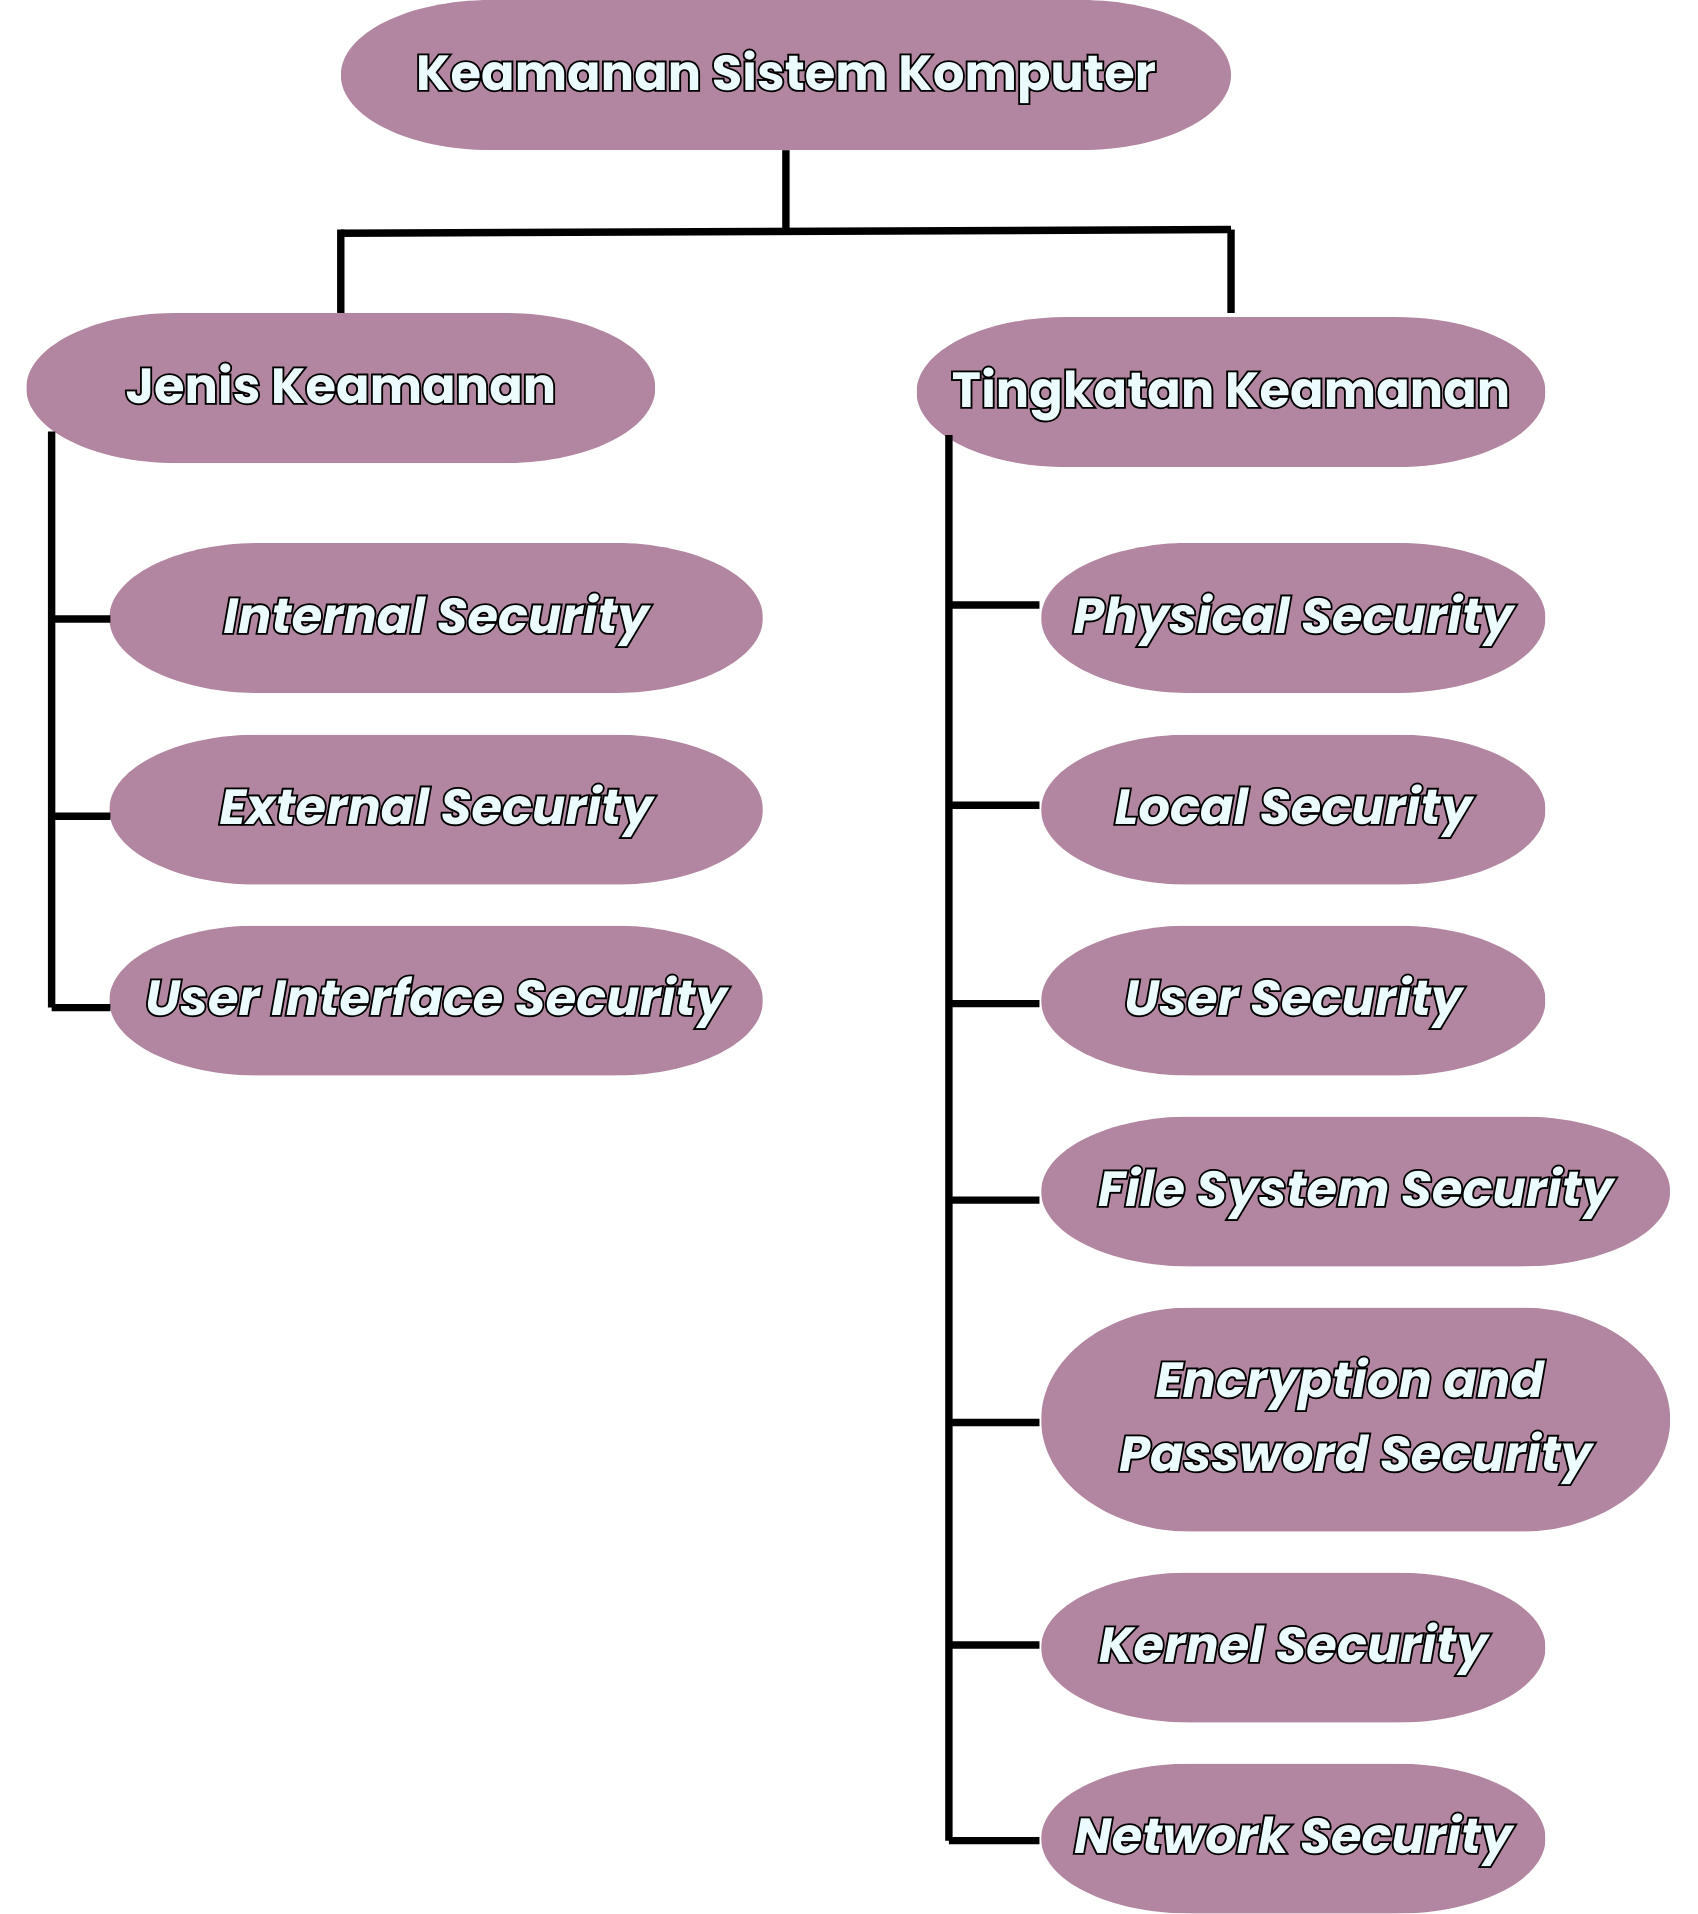 Keamanan Sistem Komputer
Jenis Keamanan
Internal Security
External Security
User Interface Security
Tingkatan Keamanan
Physical Security
Local Security
User Security
File System Security
Encryption and
Password Security
Kernel Security
Network Security